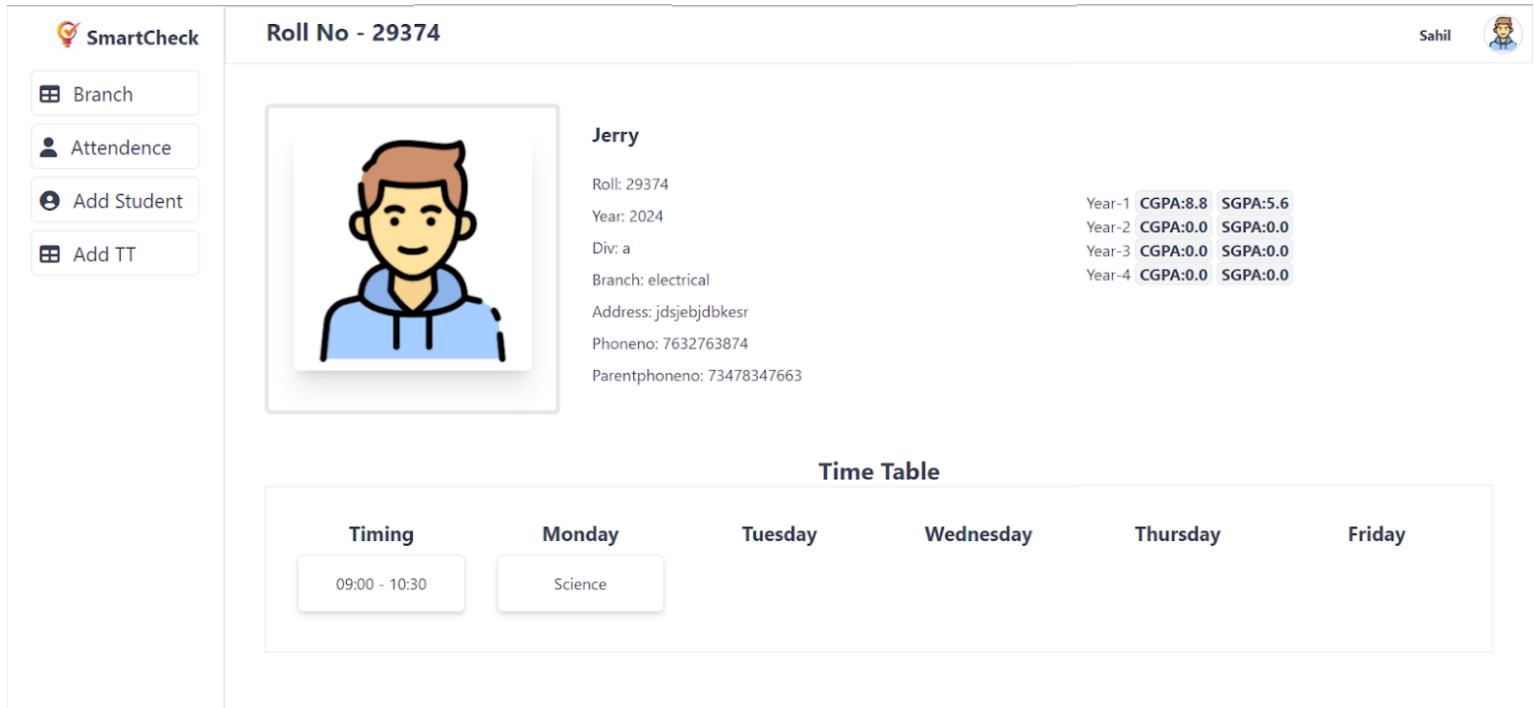 SmartCheck
Branch
Attendence
Add Student
Add TT
Roll No - 29374
Sahil
Jerry
Roll: 29374
Year: 2024
Div: a
Branch: electrical
Address: jdsjebjdbkesr
Phoneno: 7632763874
Parentphoneno: 73478347663
Year-1 CGPA:8.8 SGPA:5.6
Year-2 CGPA:0.0 SGPA:0.0
Year-3 CGPA:0.0 SGPA:0.0
Year-4 CGPA:0.0 SGPA:0.0
Time Table
Timing Monday Tuesday Wednesday Thursday Friday
09:00 - 10:30 Science